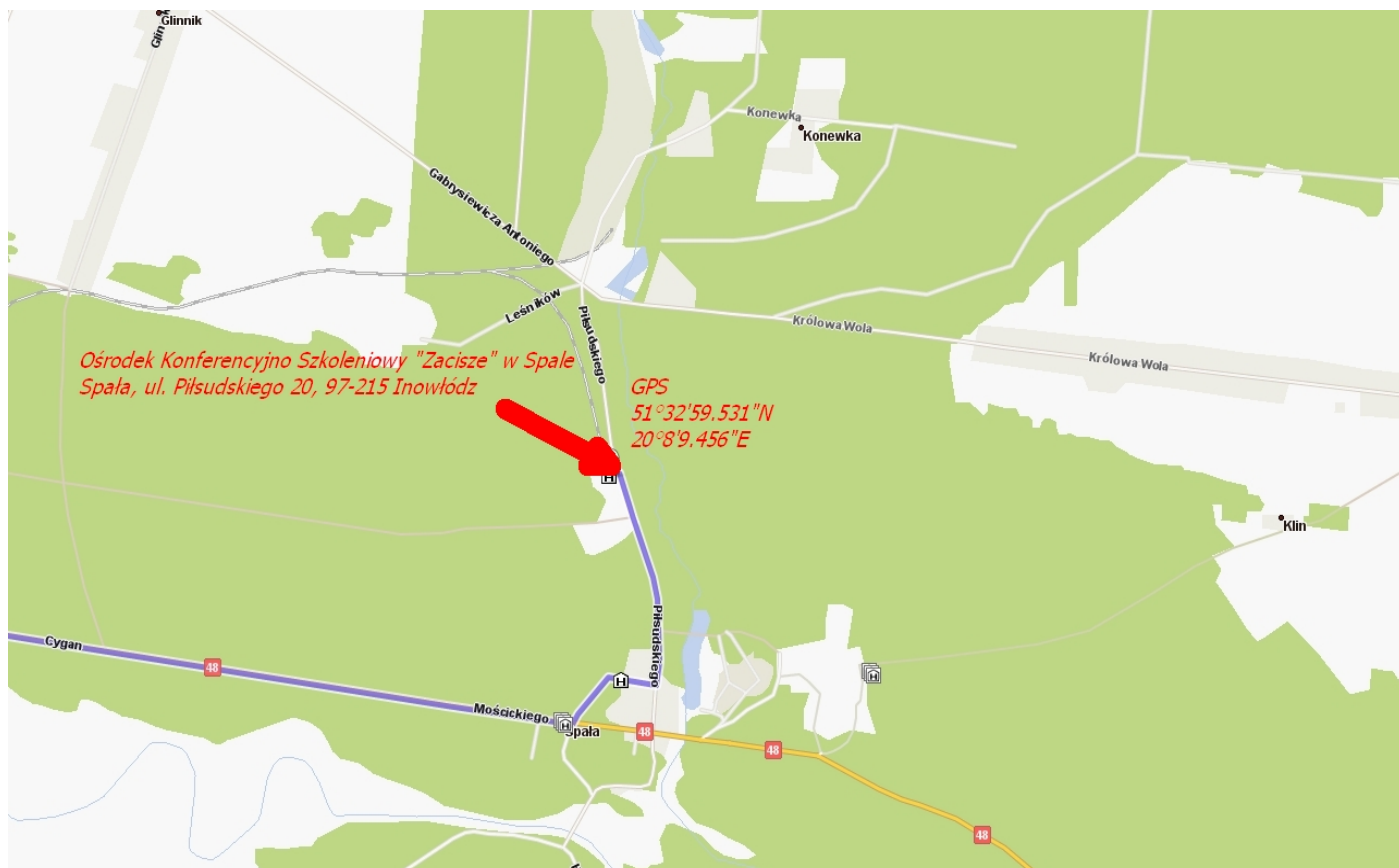 Glinnik
Glin
Konewka
Konewka
Gabrysiewicza Antoniego
Leśników
Piłsudskiego
Królowa Wola
Królowa Wola
Ośrodek Konferencyjno Szkoleniowy "Zacisze" w Spale
Spała, ul. Piłsudskiego 20, 97-215 Inowłódz
GPS
51°32'59.531"N
20°8'9.456"E
H
Klin
Piłsudskiego
Cygan
48
H
H
Mościckiego
H
Spała
48
48
48